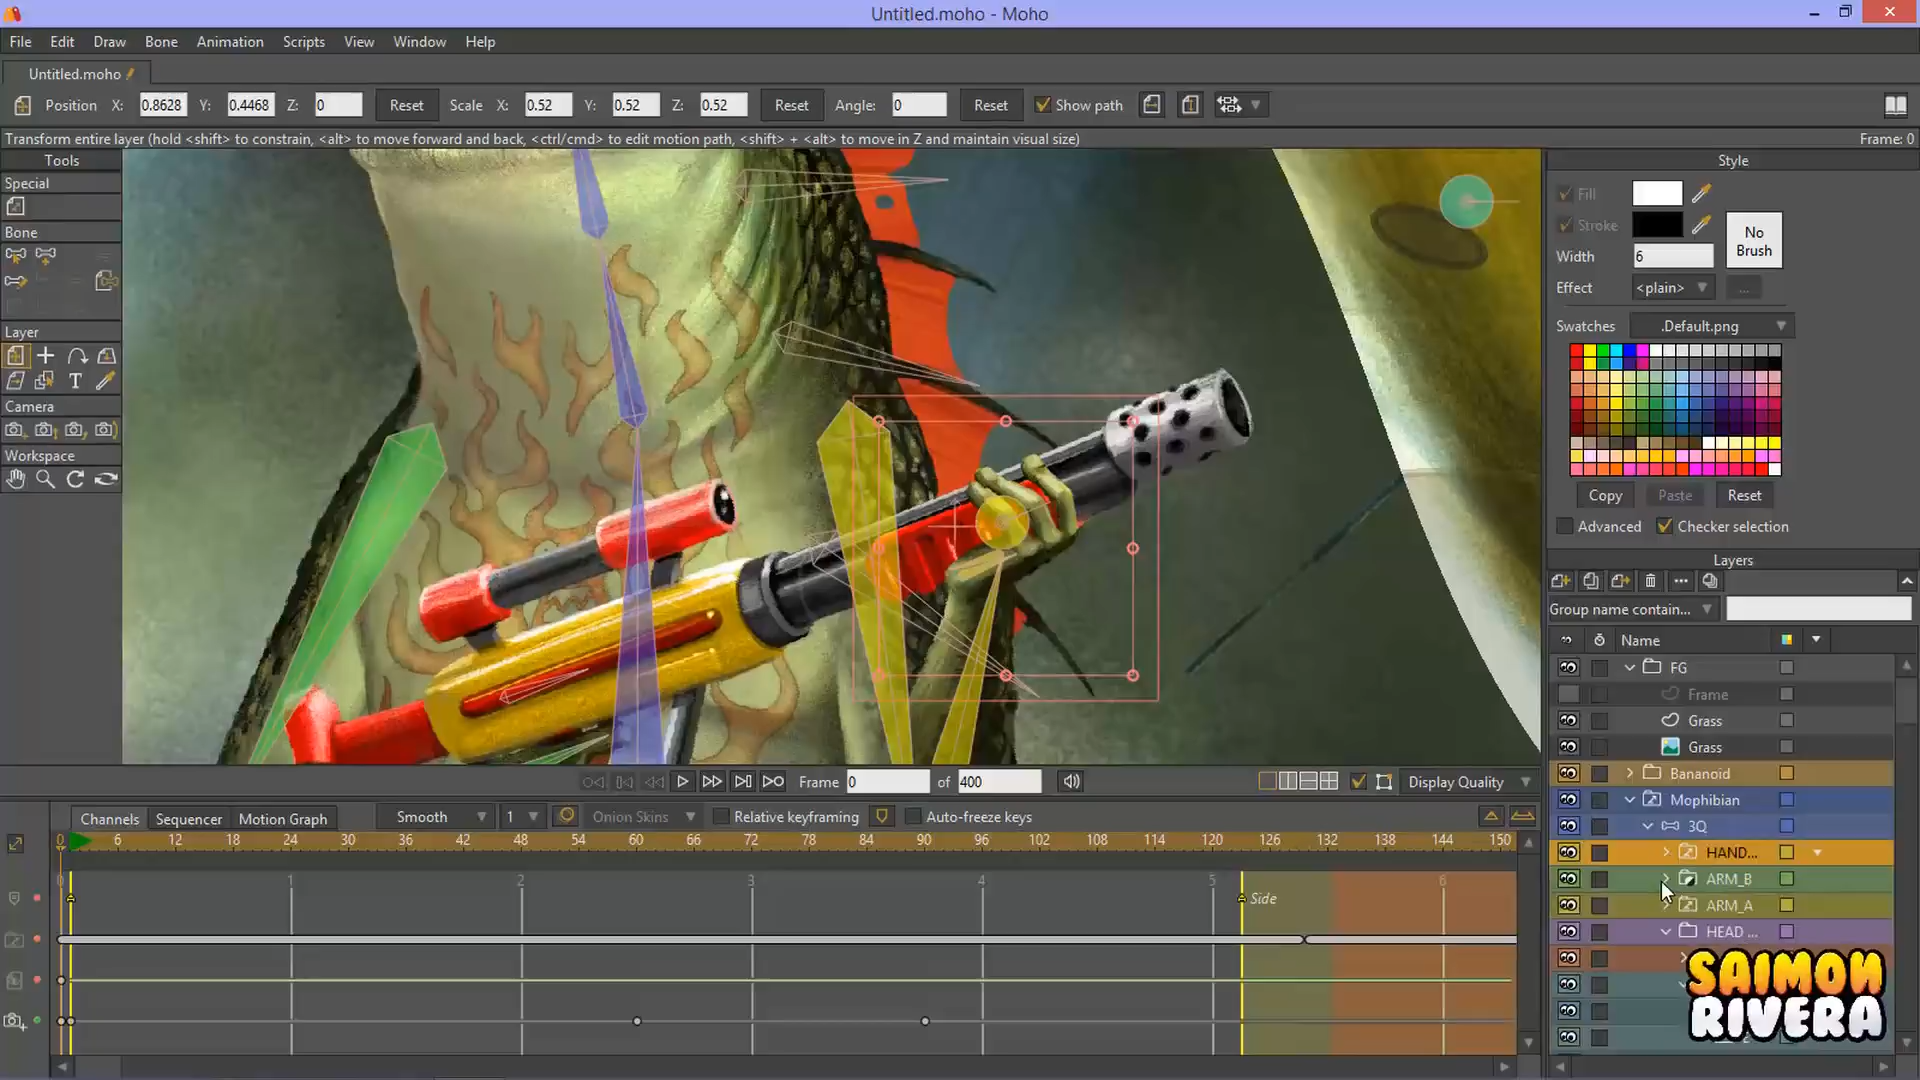 Untitled.moho - Moho
File Edit Draw Bone Animation Scripts View Window Help
Untitled.moho
Position X: 0.8628 Y: 0.4468 Z: 0 Reset Scale X: 0.52 Y: 0.52 Z: 0.52 Reset Angle: 0 Reset Show path
Transform entire layer (hold <shift> to constrain, <alt> to move forward and back, <ctrl/cmd> to edit motion path, <shift> + <alt> to move in Z and maintain visual size) Frame: 0
Tools
Special
Bone
Layer
T
Camera
Workspace
Style
Fill
Stroke
No Brush
Width 6
Effect <plain> ...
Swatches .Default.png
Copy Paste Reset
Advanced Checker selection
Layers
Group name contain...
Name
FG
Frame
Grass
Grass
Bananoid
Mophibian
3Q
HAND...
ARM_B
ARM_A
HEAD ...
SAIMON
RIVERA
Frame 0 of 400 Display Quality
Channels Sequencer Motion Graph Smooth 1 Onion Skins Relative keyframing Auto-freeze keys
0 6 12 18 24 30 36 42 48 54 60 66 72 78 84 90 96 102 108 114 120 126 132 138 144 150
0 1 2 3 4 5 6
Side